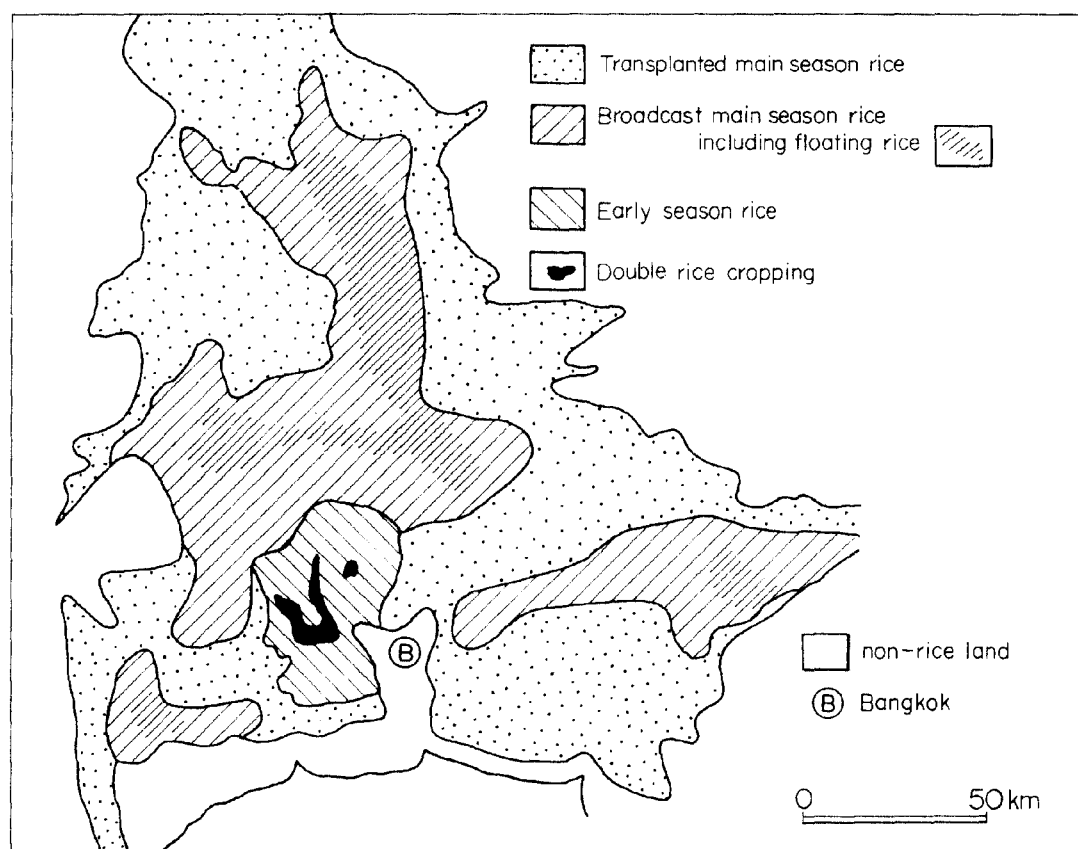 Transplanted main season rice
Broadcast main season rice
including floating rice
Early season rice
Double rice cropping
non-rice land
B
Bangkok
B
0 50 km